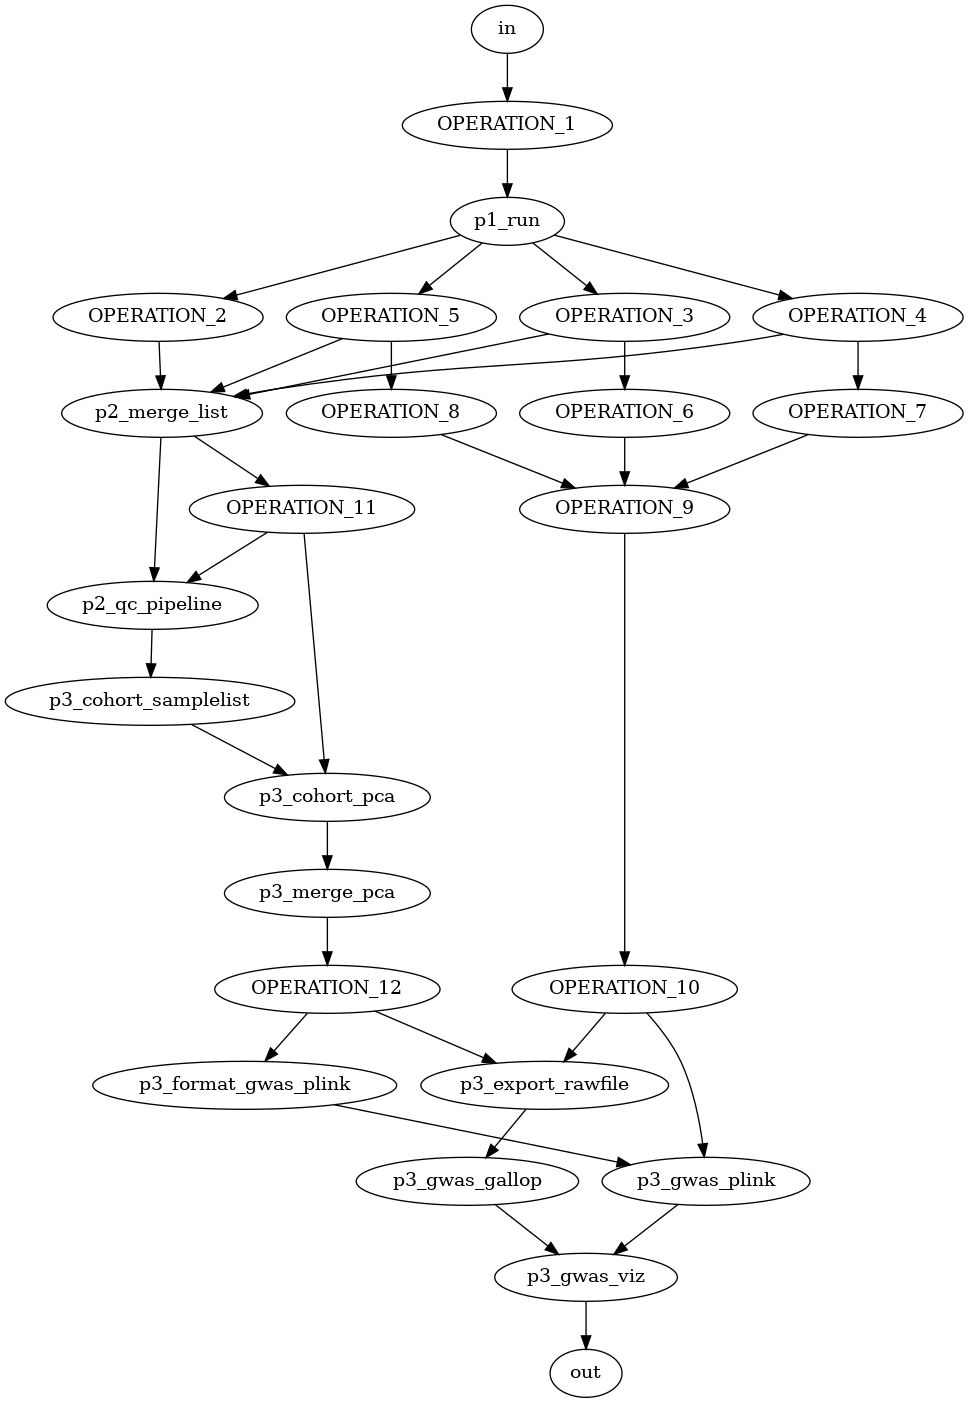 in
OPERATION_1
p1_run
OPERATION_2
OPERATION_5
OPERATION_3
OPERATION_4
p2_merge_list
OPERATION_8
OPERATION_6
OPERATION_7
OPERATION_11
OPERATION_9
p2_qc_pipeline
p3_cohort_samplelist
p3_cohort_pca
p3_merge_pca
OPERATION_12
OPERATION_10
p3_format_gwas_plink
p3_export_rawfile
p3_gwas_gallop
p3_gwas_plink
p3_gwas_viz
out